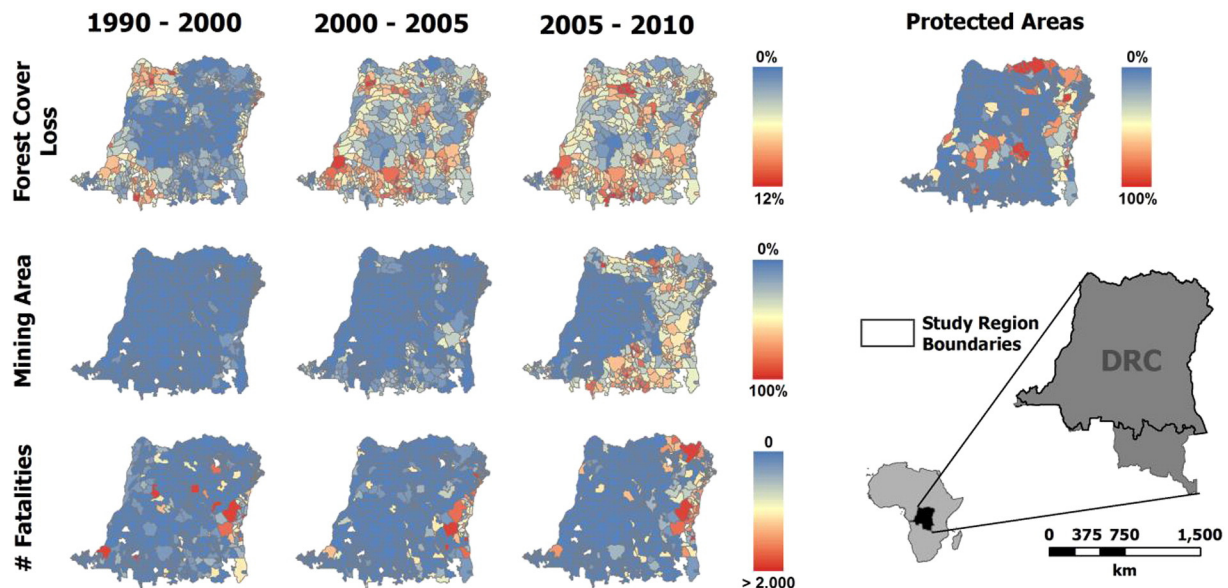 1990 - 2000
2000 - 2005
2005 - 2010
Protected Areas
Forest Cover
Loss
0%
12%
0%
100%
Mining Area
0%
100%
Study Region
Boundaries
DRC
# Fatalities
0
> 2,000
0 375 750 1,500
km